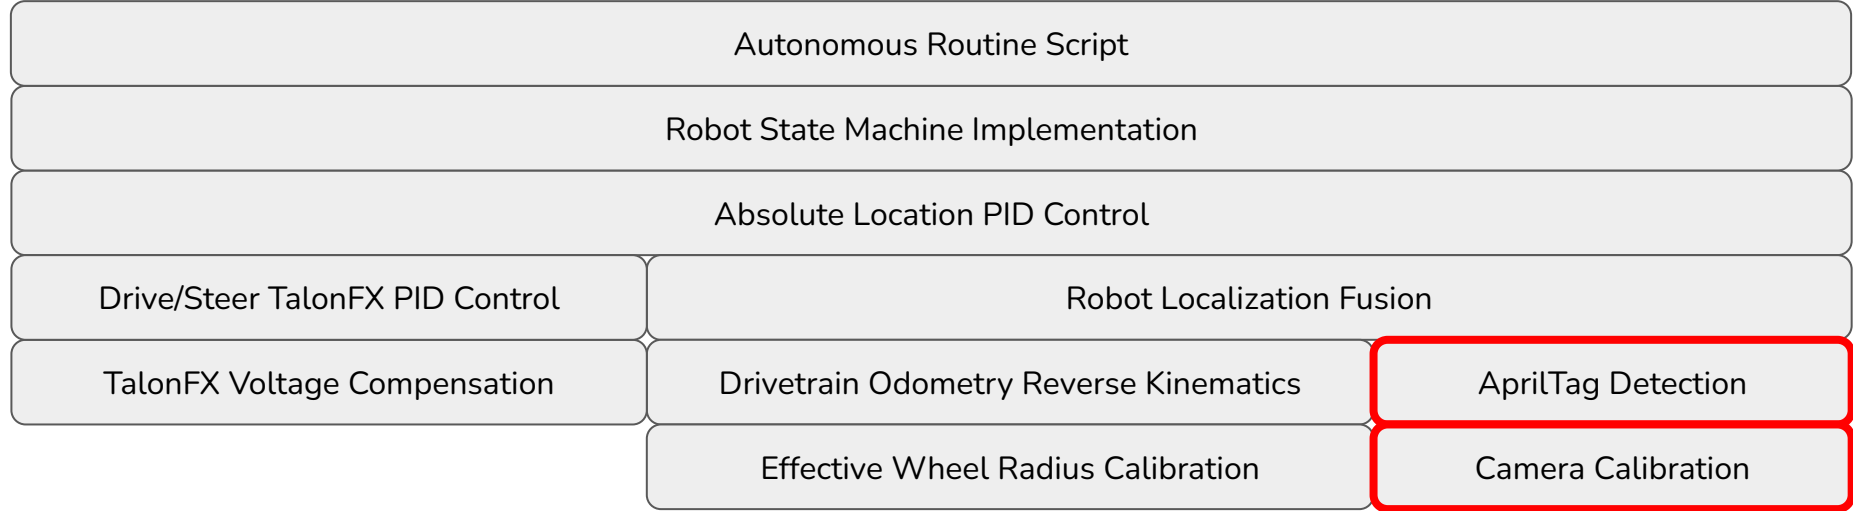 Autonomous Routine Script
Robot State Machine Implementation
Absolute Location PID Control
Drive/Steer TalonFX PID Control
Robot Localization Fusion
TalonFX Voltage Compensation
Drivetrain Odometry Reverse Kinematics
AprilTag Detection
Effective Wheel Radius Calibration
Camera Calibration